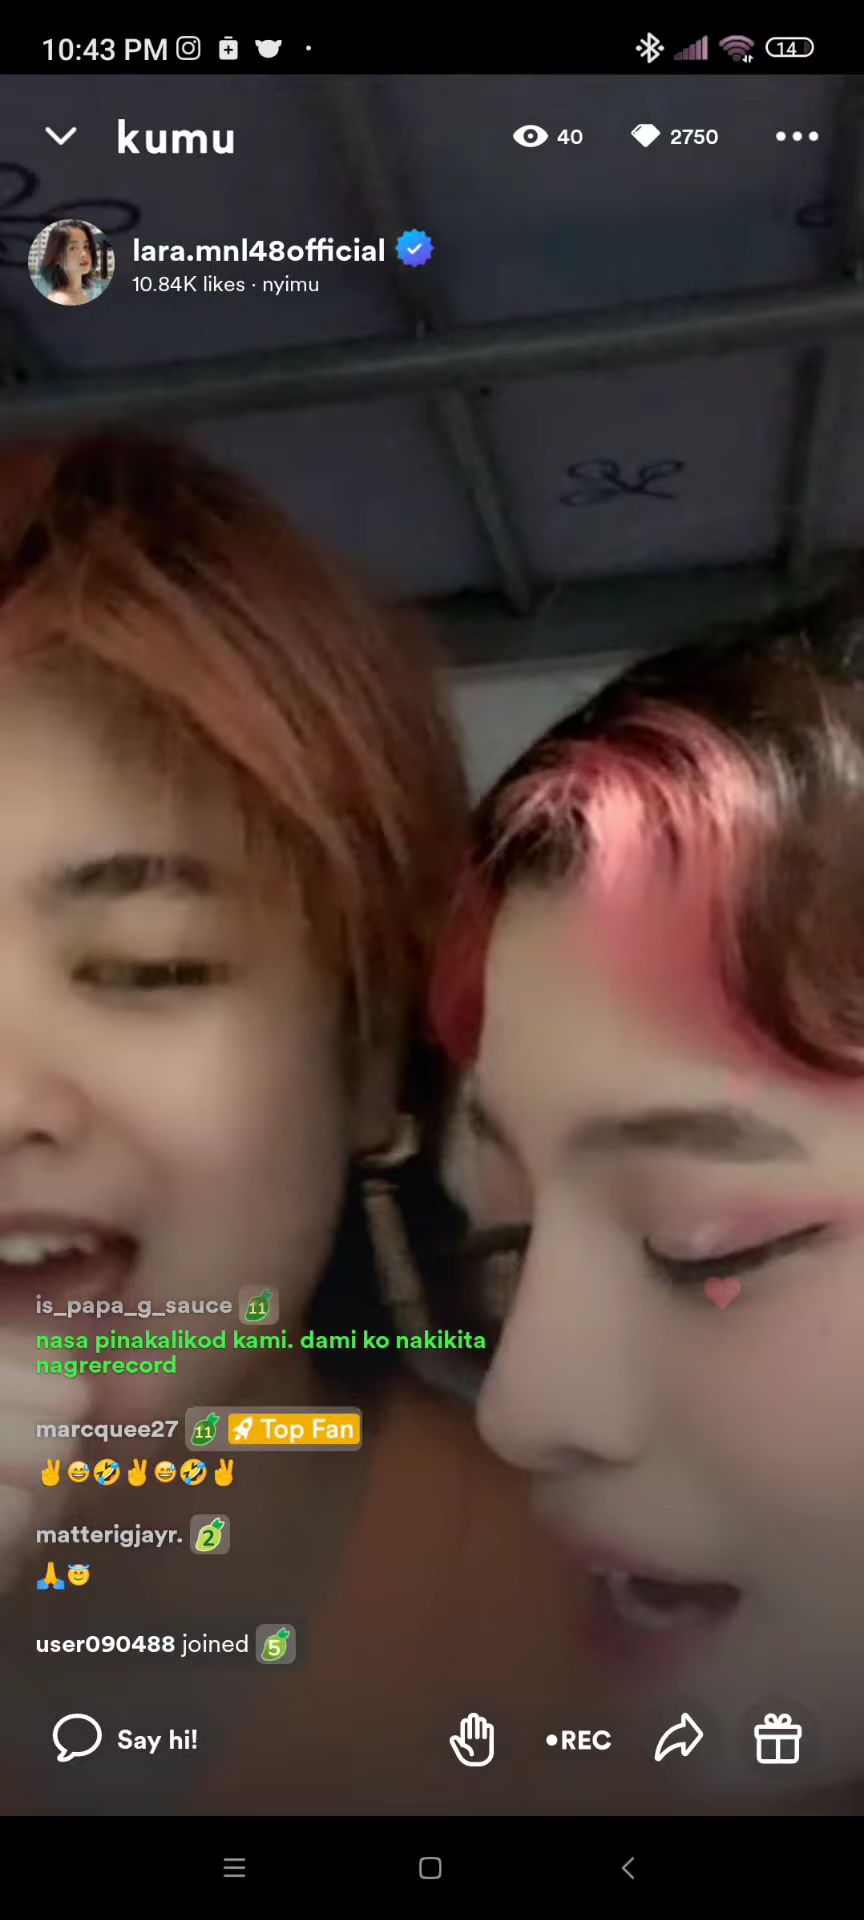 10:43 PM
14
kumu
40
2750
lara.mnl48official
10.84K likes · nyimu
is_papa_g_sauce 11
nasa pinakalikod kami. dami ko nakikita
nagrerecord
marcquee27 11 Top Fan
✌😅🤣✌😅🤣✌
matterigjayr. 2
🙏😇
user090488 joined 5
Say hi!
•REC